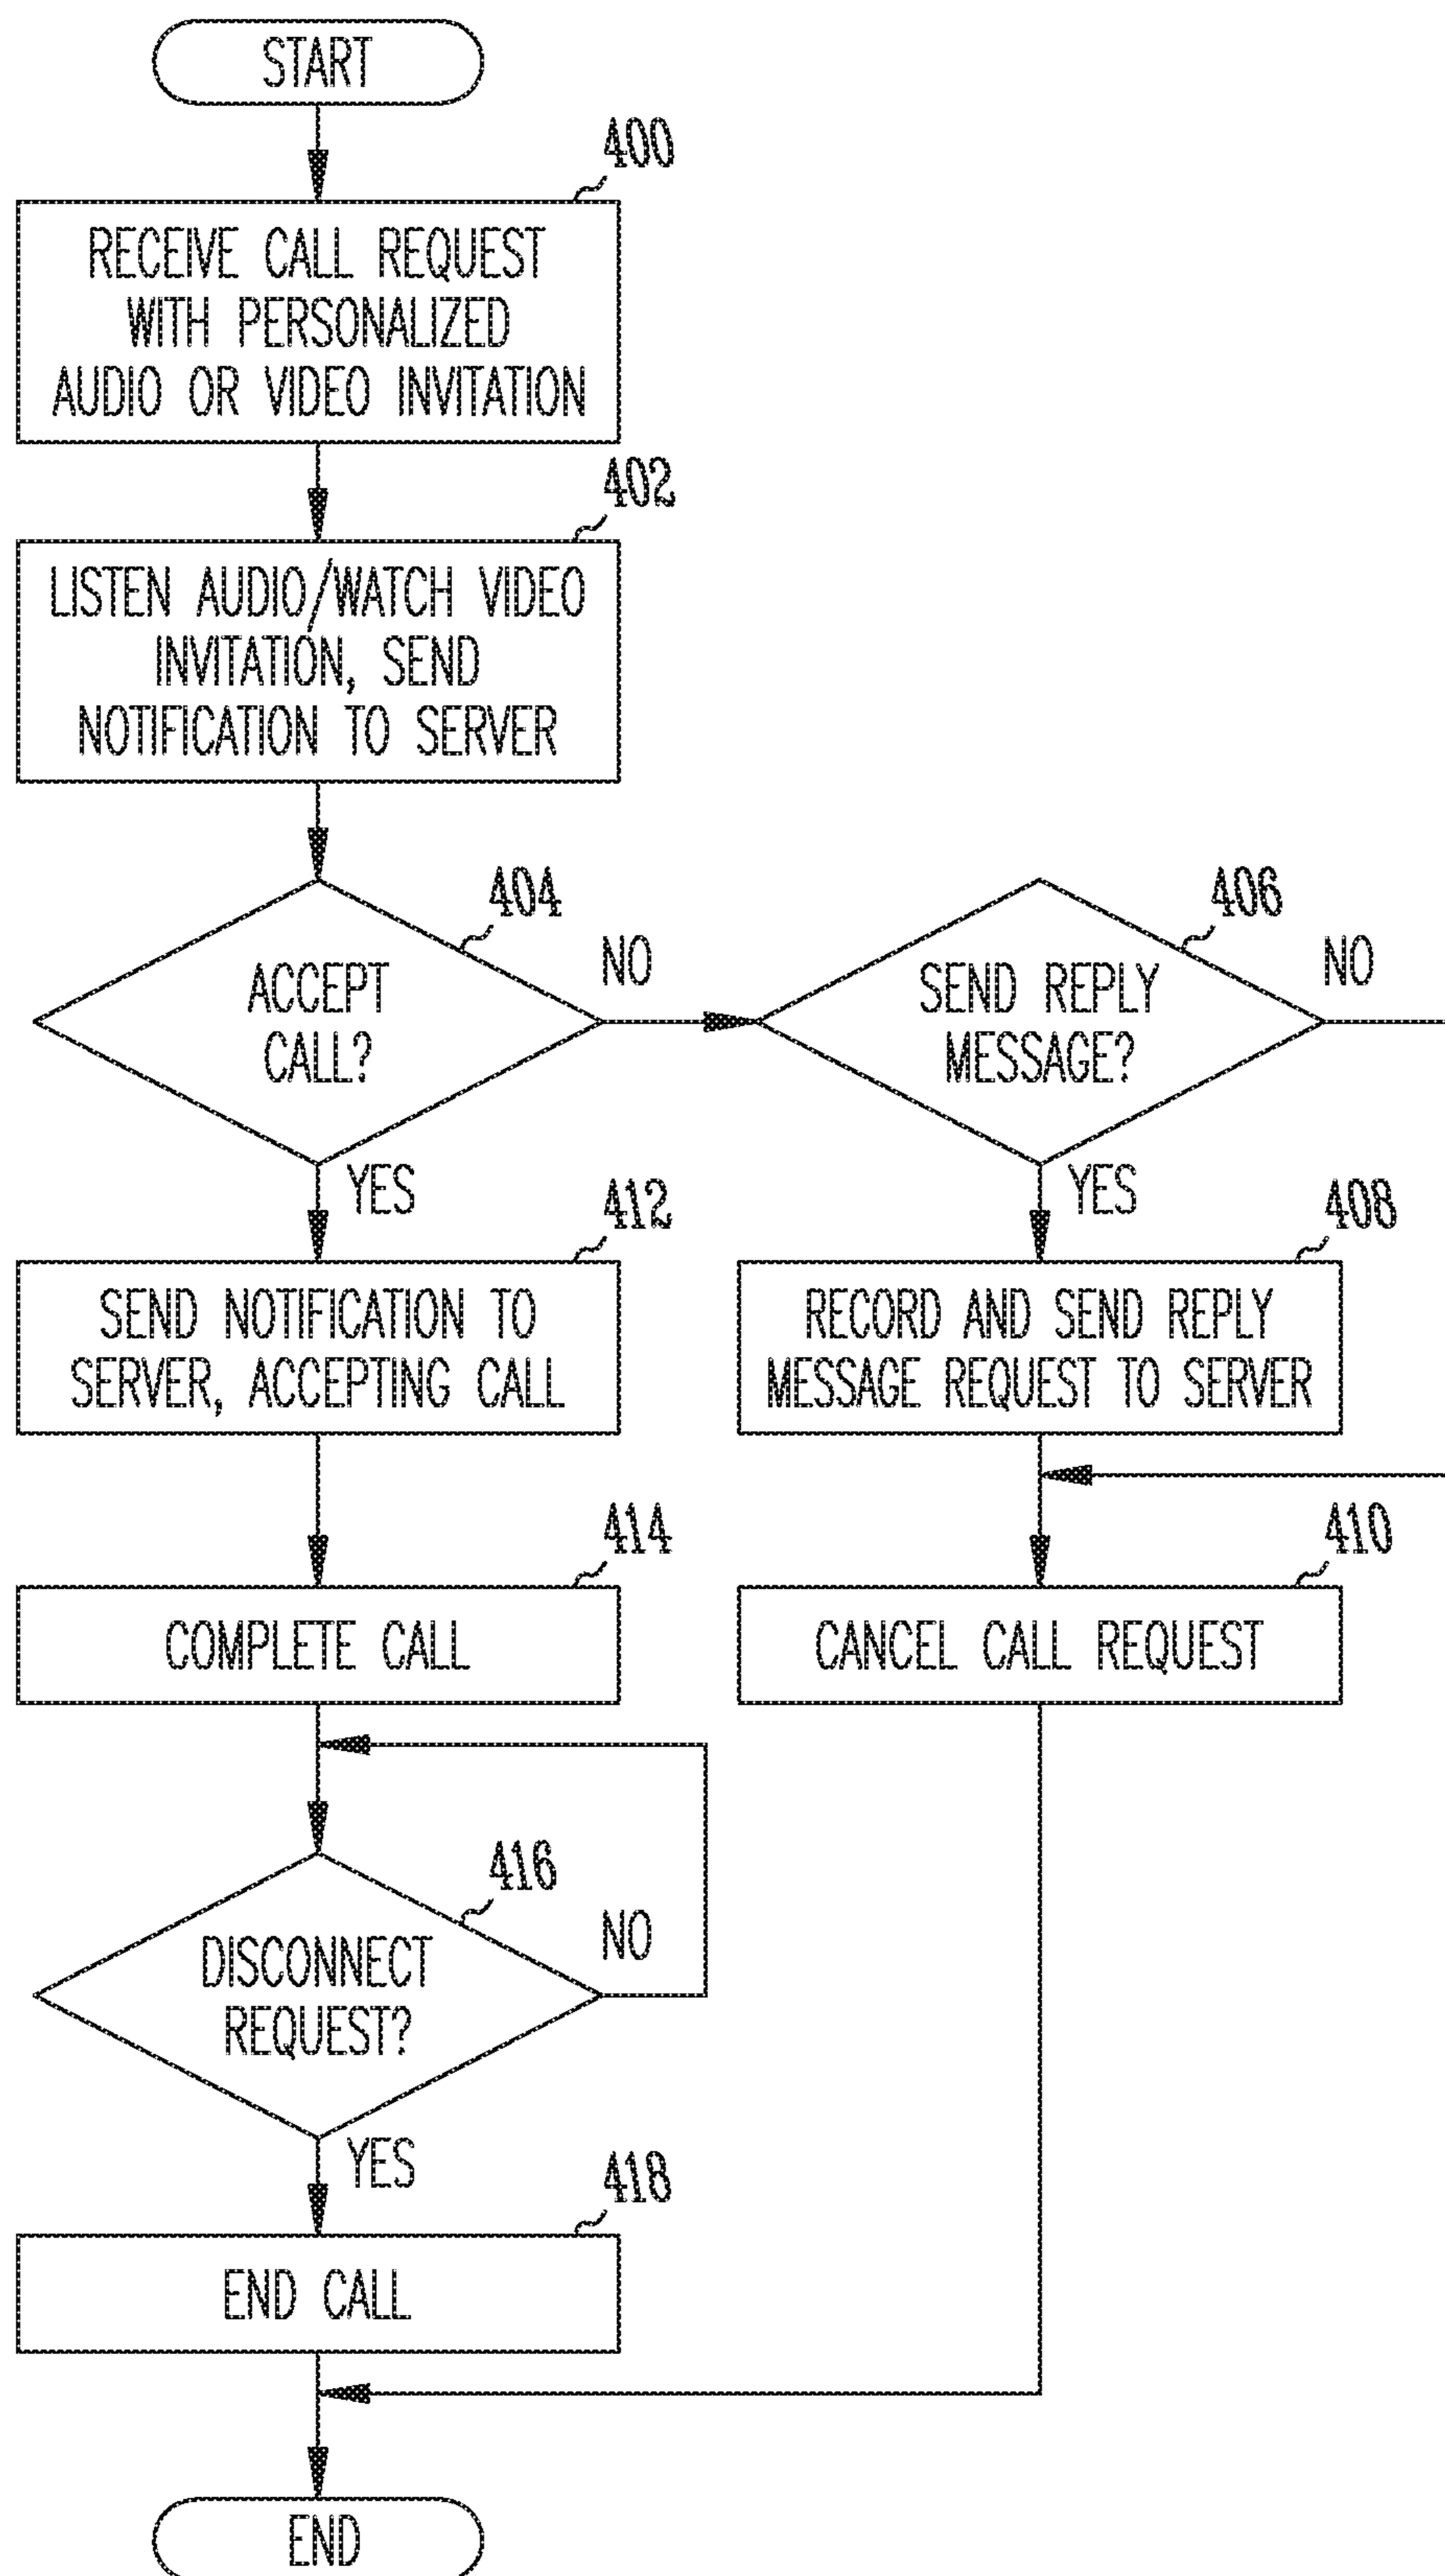 START
400
RECEIVE CALL REQUEST
WITH PERSONALIZED
AUDIO OR VIDEO INVITATION
402
LISTEN AUDIO/WATCH VIDEO
INVITATION, SEND
NOTIFICATION TO SERVER
404
ACCEPT
CALL?
NO
406
SEND REPLY
MESSAGE?
NO
YES
YES
412
SEND NOTIFICATION TO
SERVER, ACCEPTING CALL
408
RECORD AND SEND REPLY
MESSAGE REQUEST TO SERVER
414
COMPLETE CALL
410
CANCEL CALL REQUEST
416
DISCONNECT
REQUEST?
NO
YES
418
END CALL
END